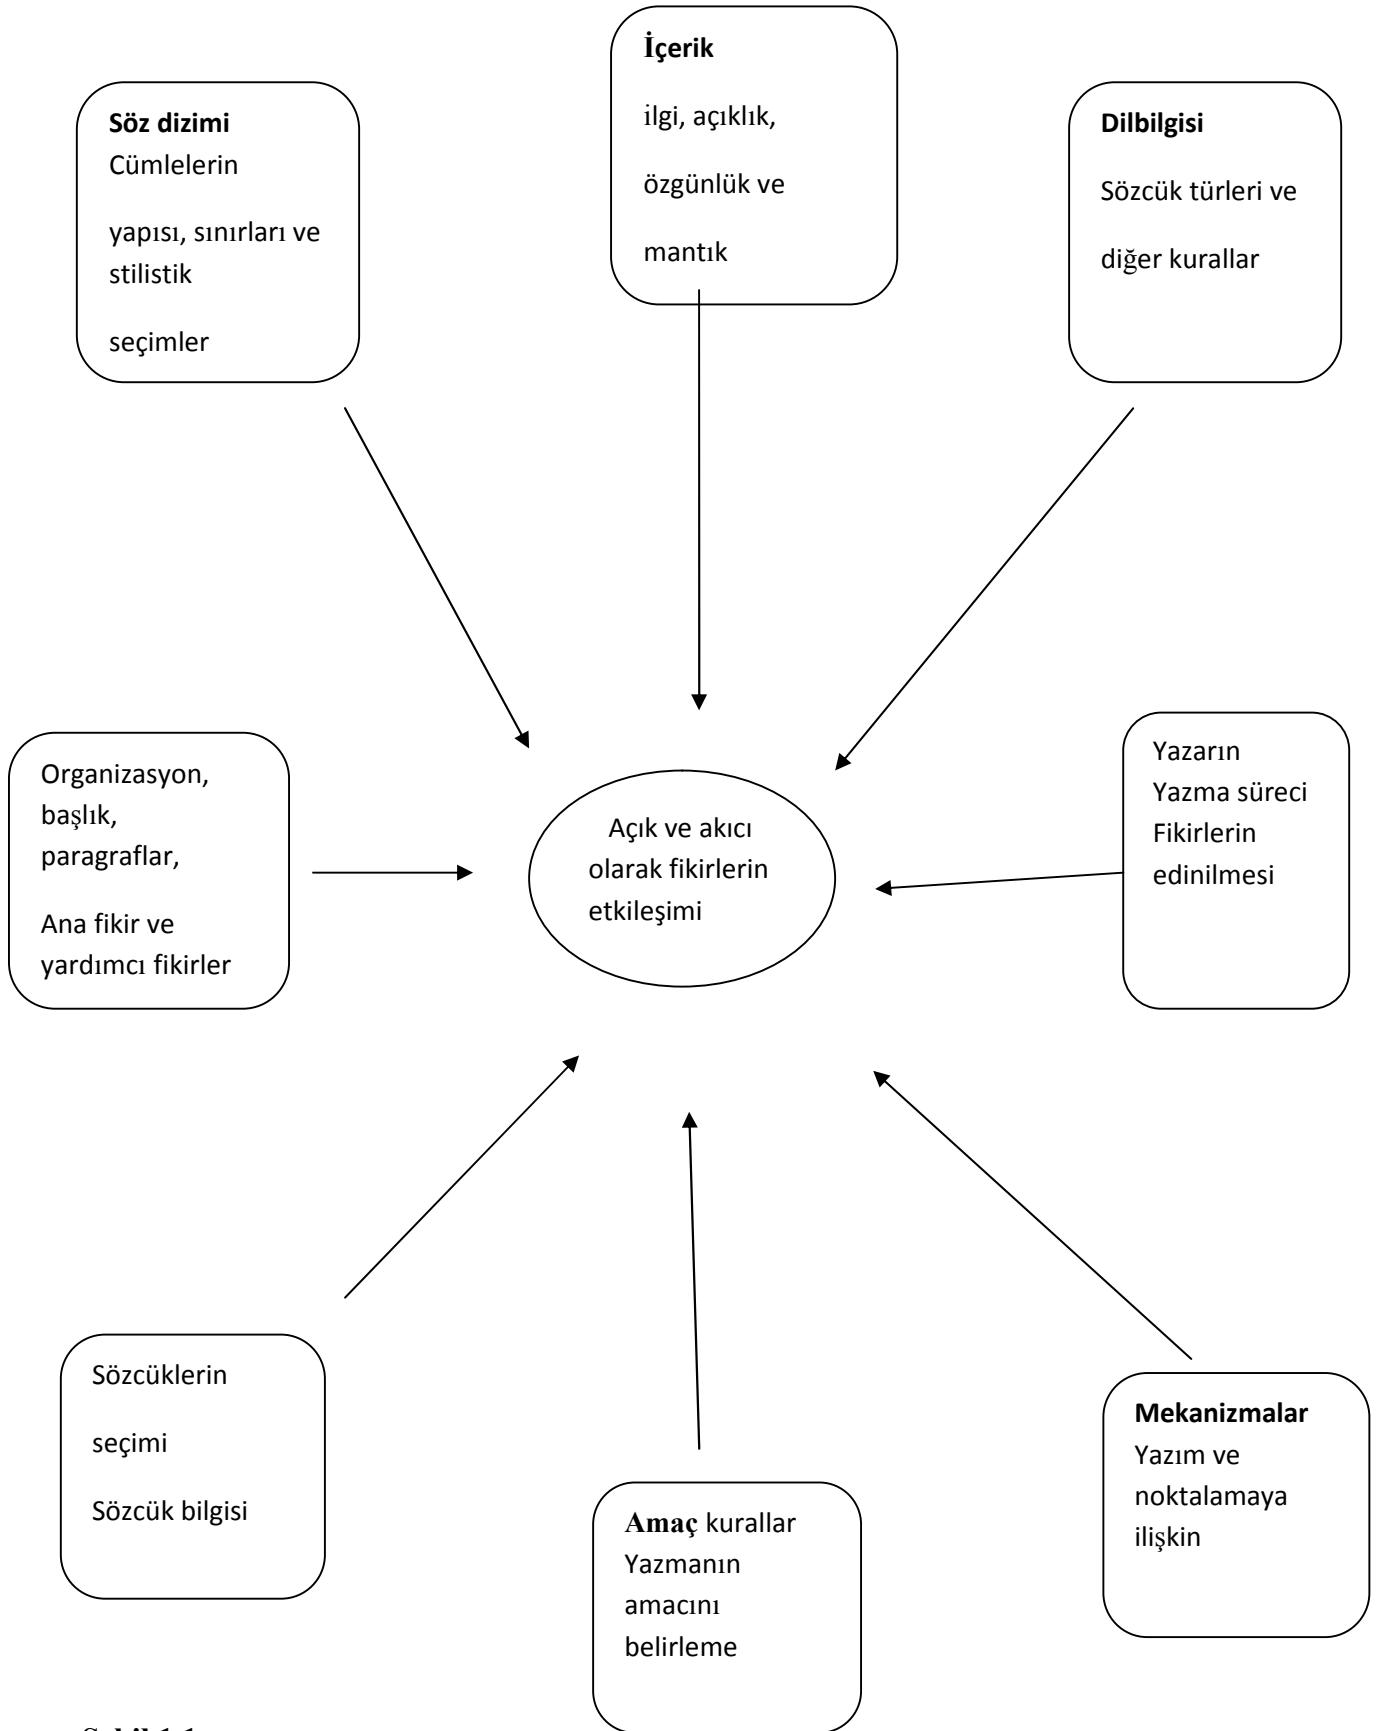 İçerik
ilgi, açıklık,
özgünlük ve
mantık
Söz dizimi
Cümlelerin
yapısı, sınırları ve
stilistik
seçimler
Dilbilgisi
Sözcük türleri ve
diğer kurallar
Organizasyon,
başlık,
paragraflar,
Ana fikir ve
yardımcı fikirler
Açık ve akıcı
olarak fikirlerin
etkileşimi
Yazarın
Yazma süreci
Fikirlerin
edinilmesi
Sözcüklerin
seçimi
Sözcük bilgisi
Amaç kurallar
Yazmanın
amacını
belirleme
Mekanizmalar
Yazım ve
noktalamaya
ilişkin